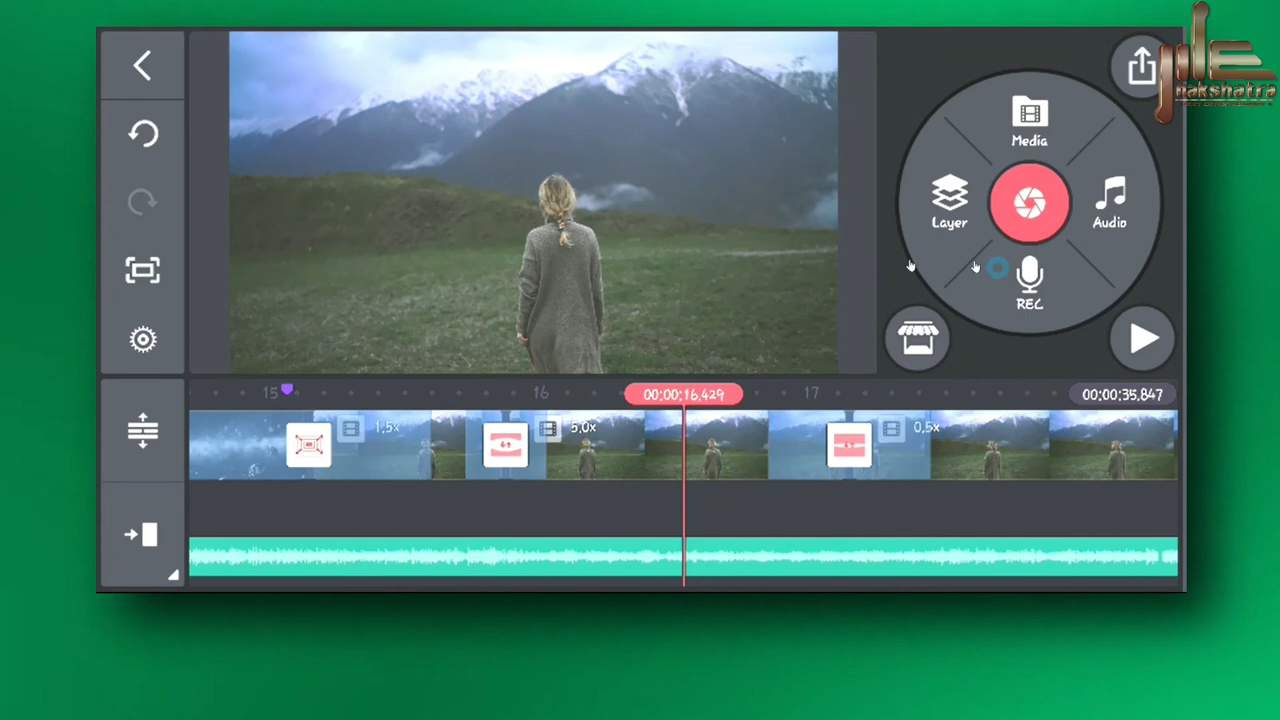 nakshatra
Media
Layer
Audio
REC
15
16
00:00:16,429
17
00:00:35,847
1,5x
5,0x
0,5x